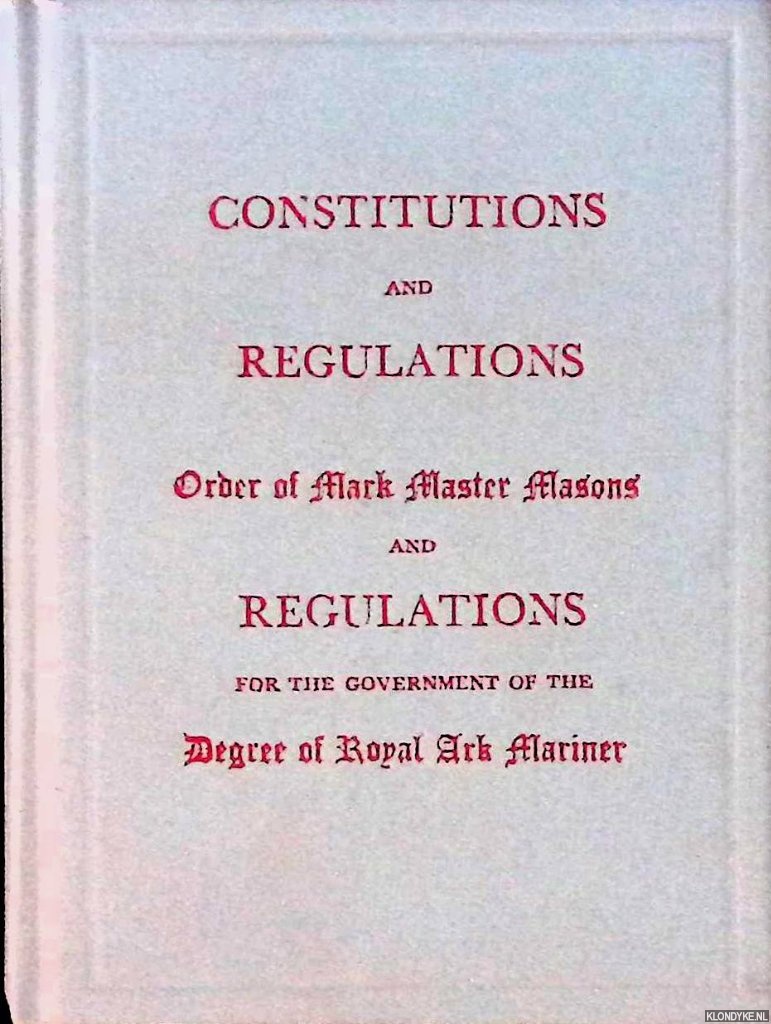 CONSTITUTIONS
AND
REGULATIONS
Order of Mark Master Masons
AND
REGULATIONS
FOR THE GOVERNMENT OF THE
Degree of Royal Ark Mariner
KLONDYKE.NL